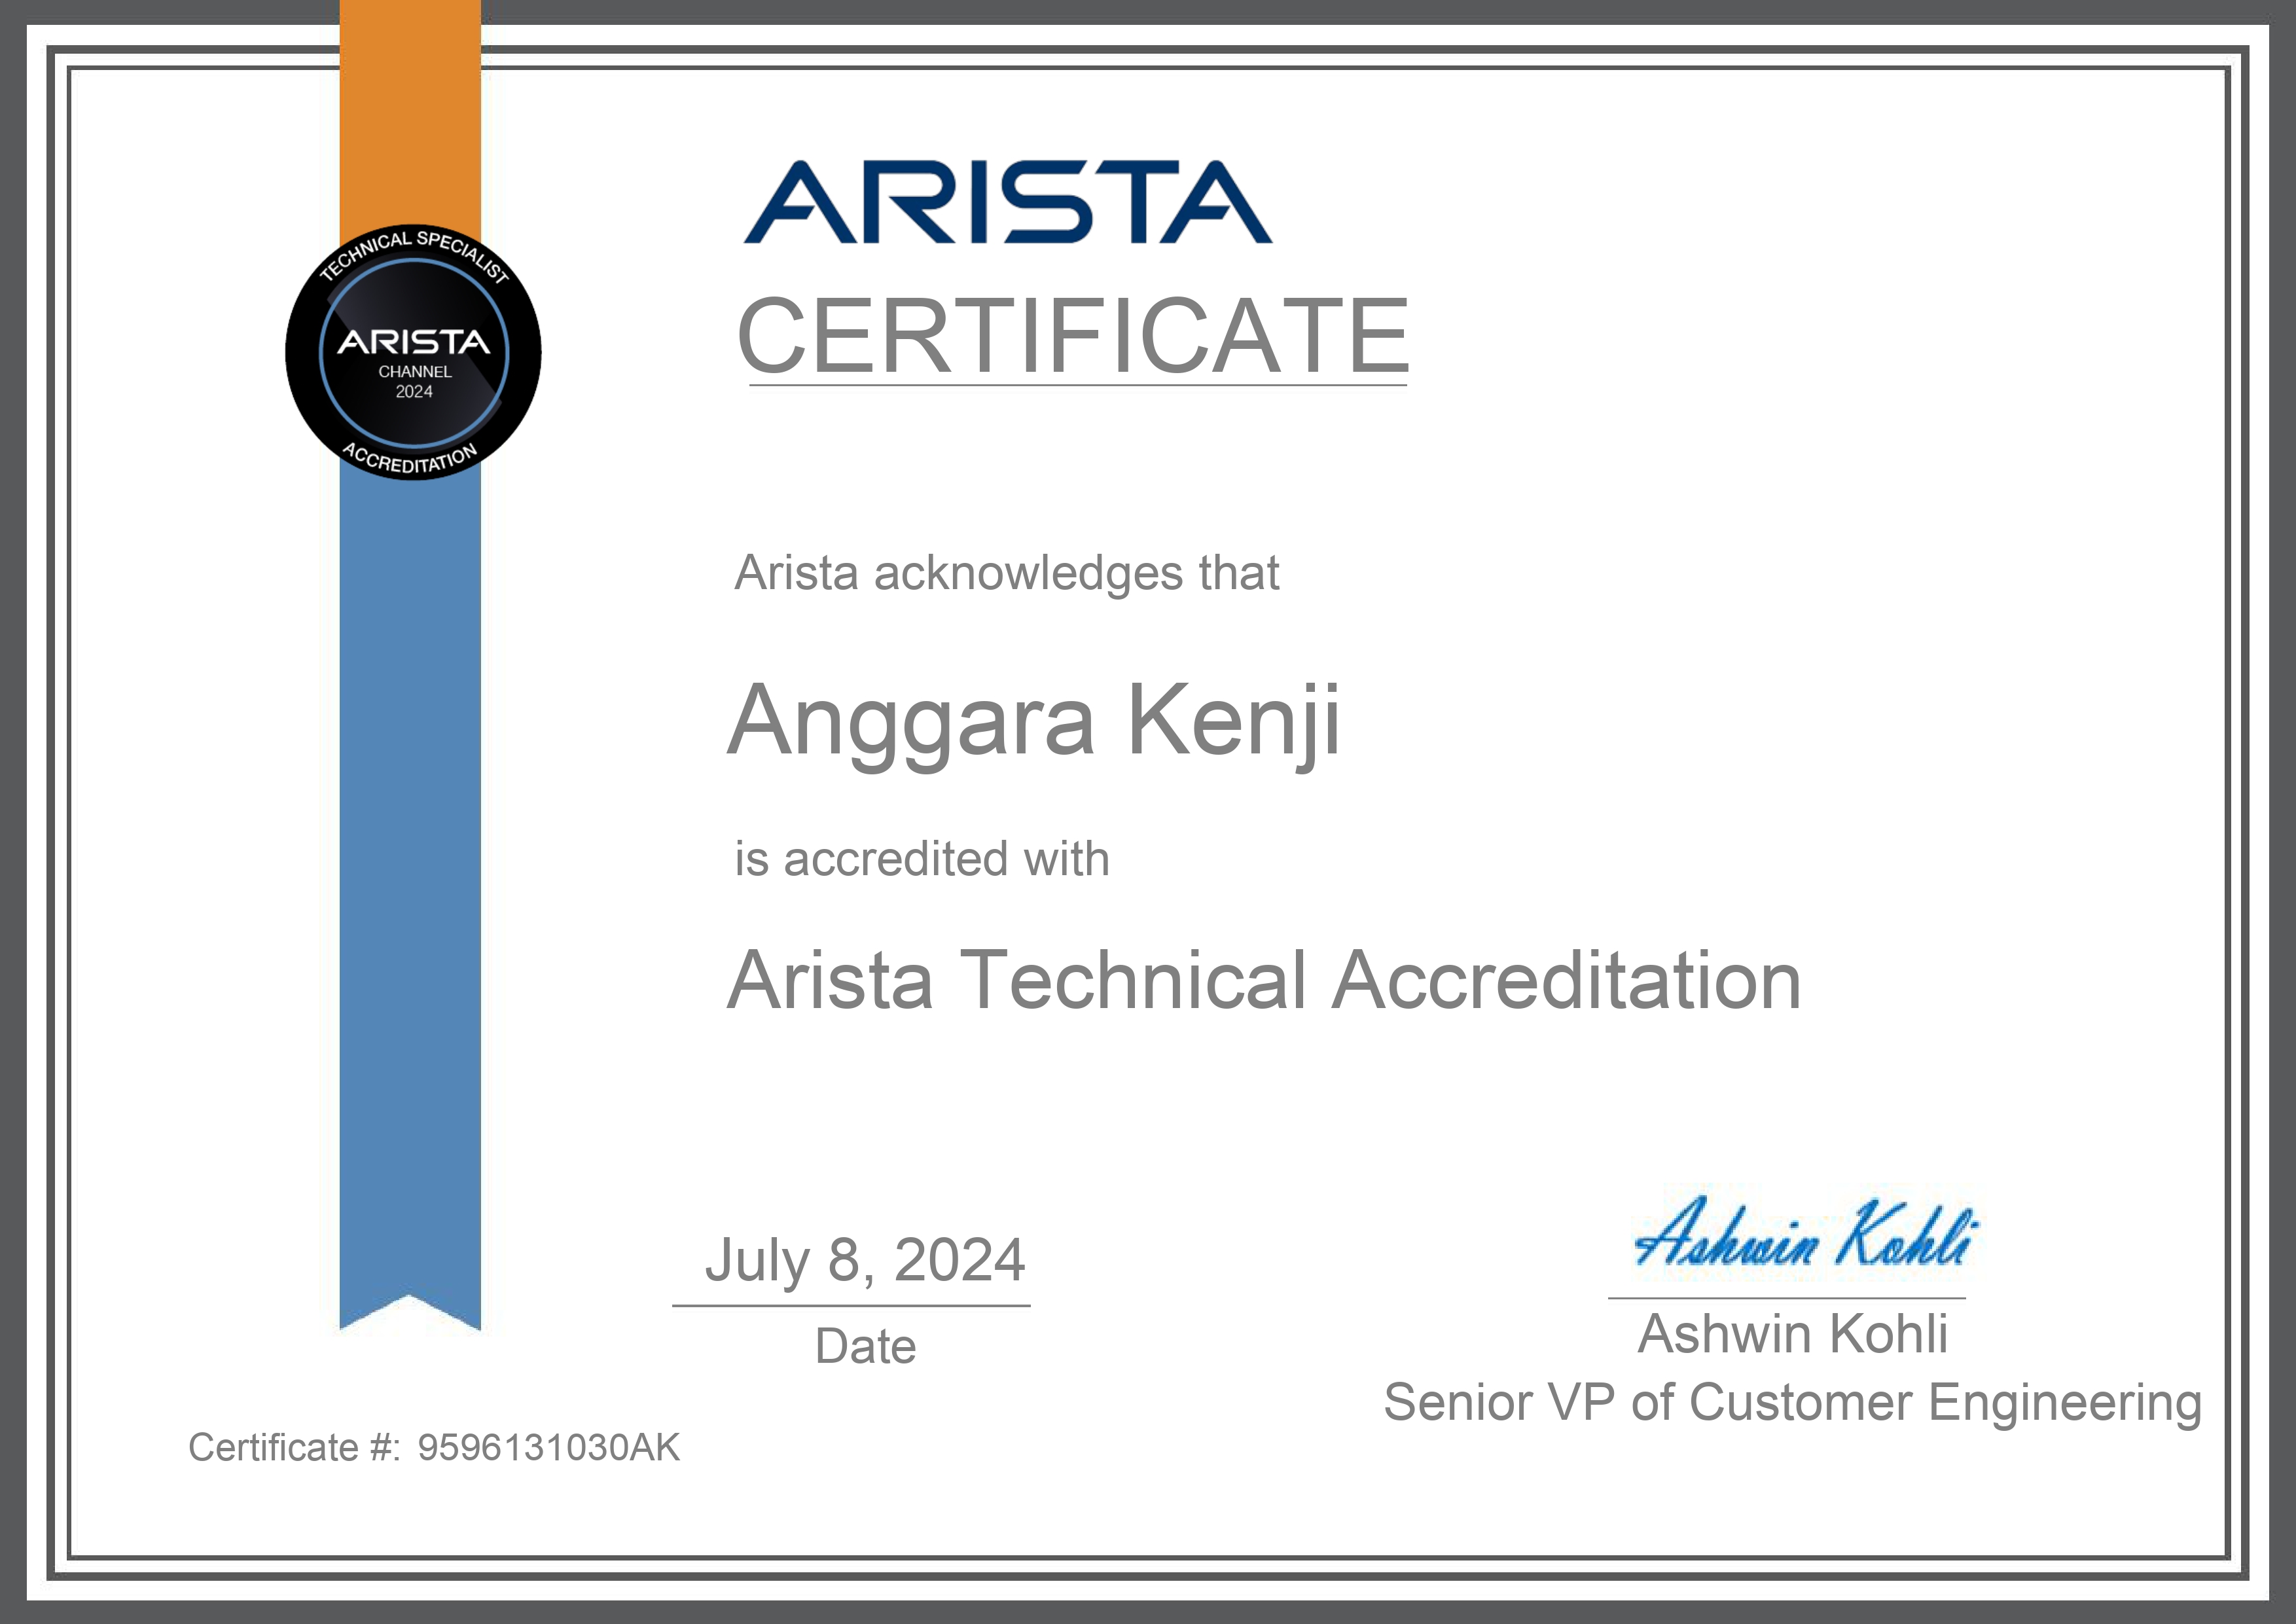 ARISTA
CERTIFICATE
TECHNICAL SPECIALIST
ARISTA
CHANNEL
2024
ACCREDITATION
Arista acknowledges that
Anggara Kenji
is accredited with
Arista Technical Accreditation
July 8, 2024
Date
Ashwin Kohli
Ashwin Kohli
Senior VP of Customer Engineering
Certificate #: 9596131030AK